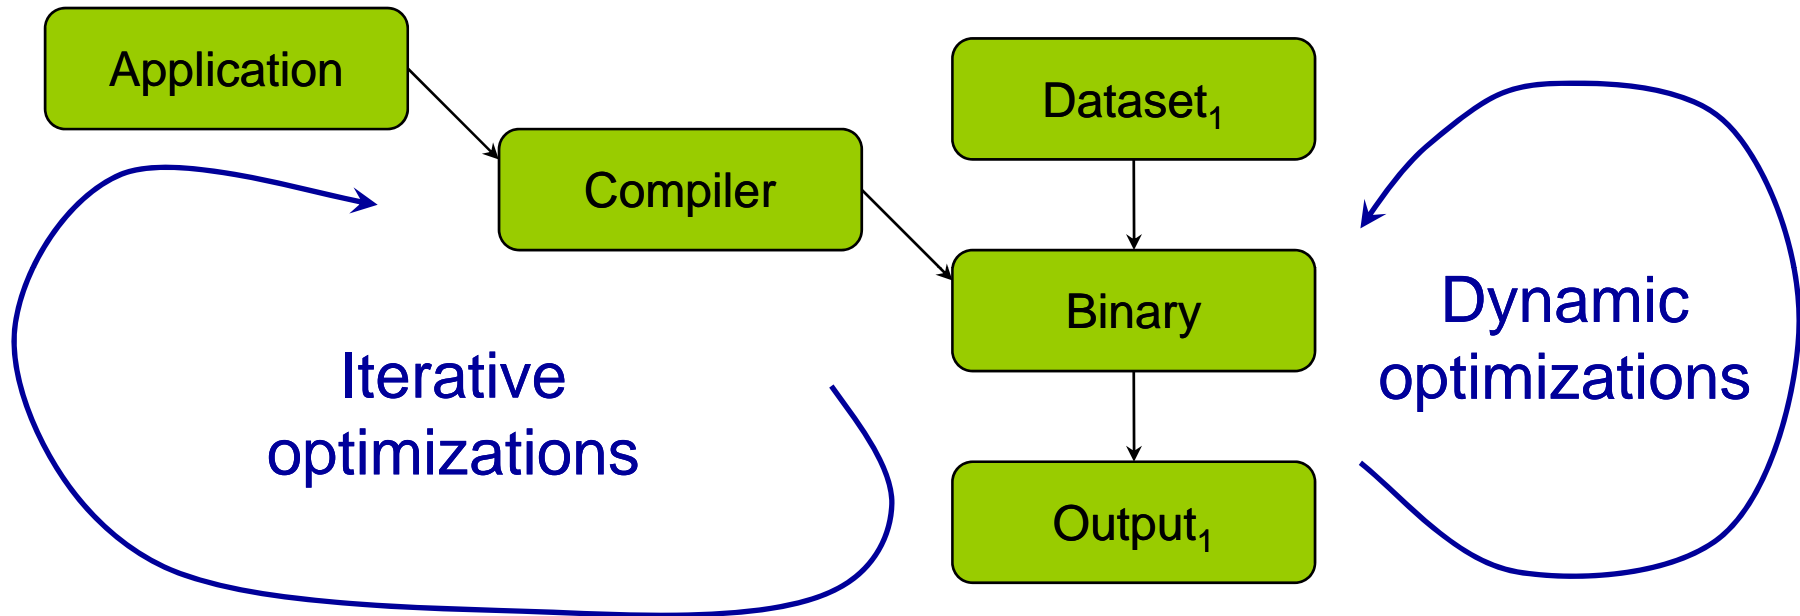 Application
Compiler
Dataset₁
Binary
Output₁
Iterative
optimizations
Dynamic
optimizations